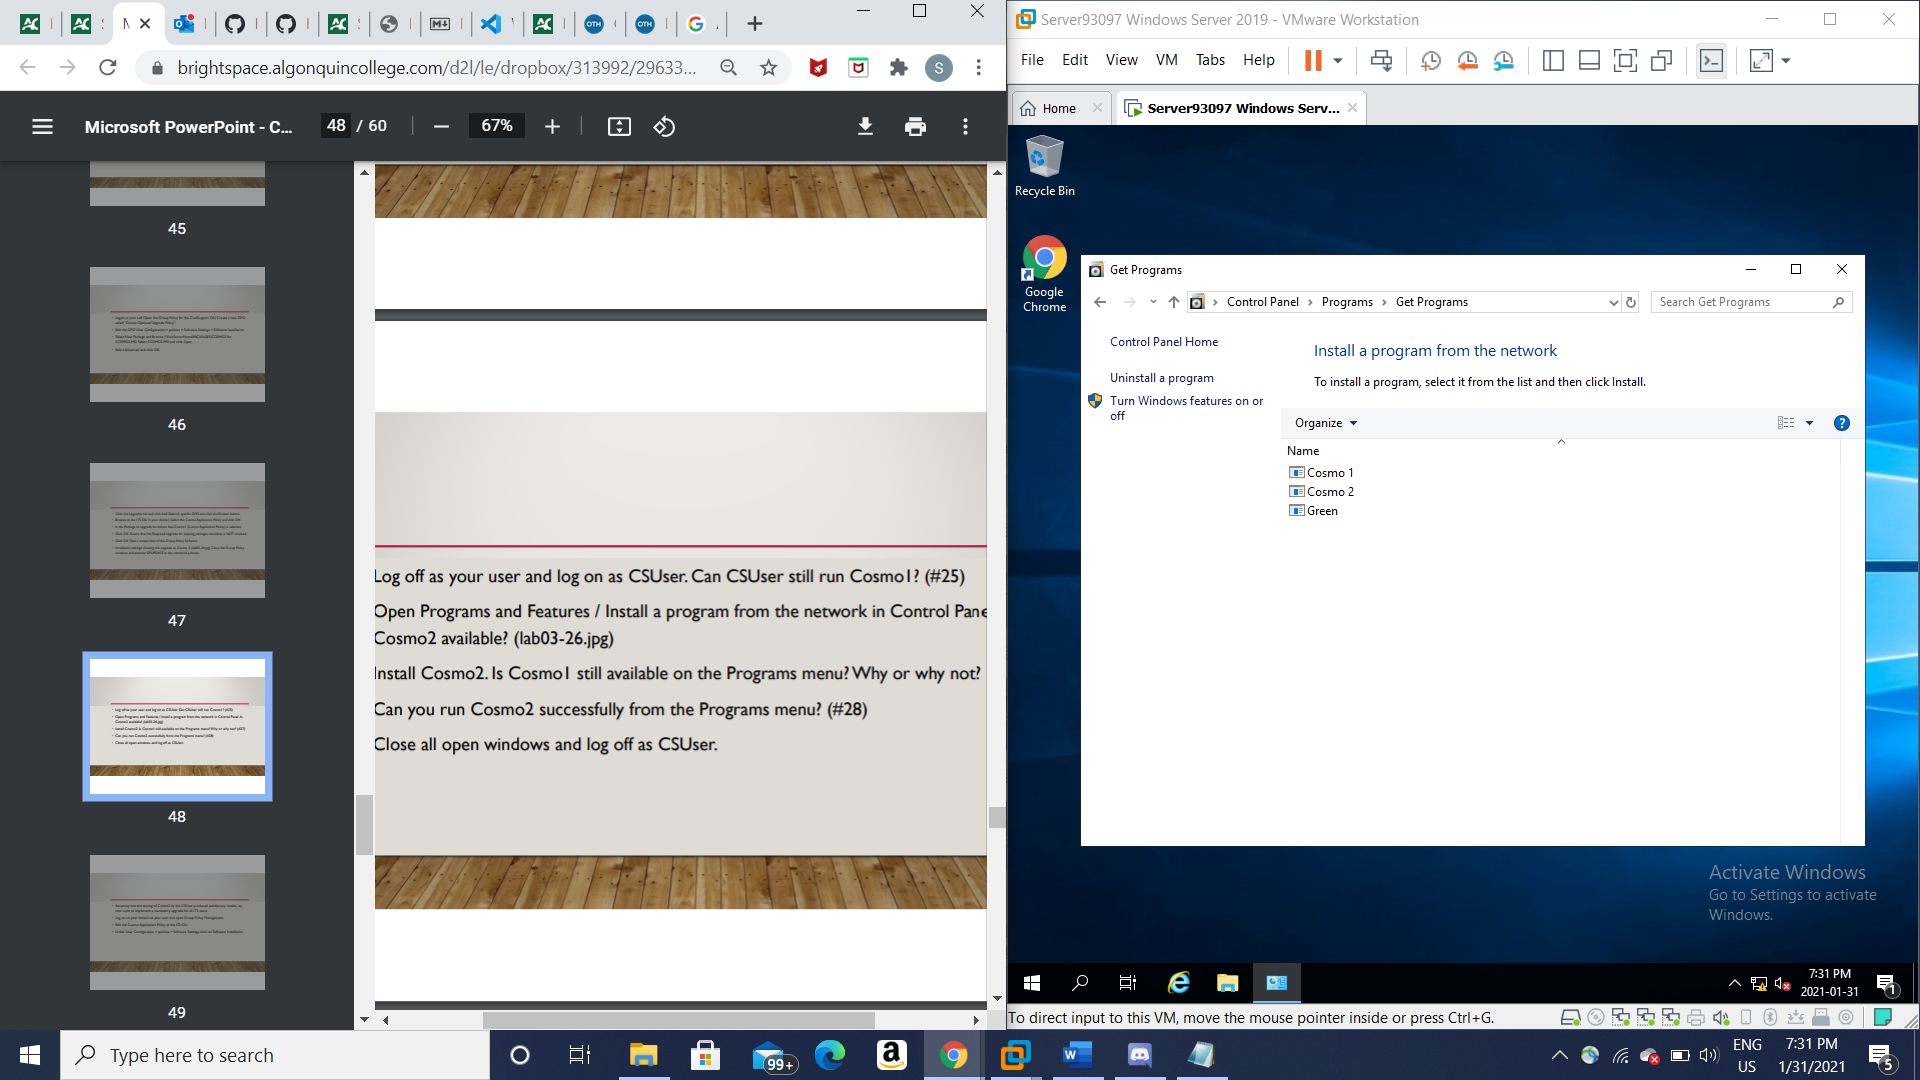 brightspace.algonquincollege.com/d2l/le/dropbox/313992/29633...
S
Microsoft PowerPoint - C...
48 / 60
67%
45
46
47
48
49
Log off as your user and log on as CSUser. Can CSUser still run Cosmo1? (#25)
Open Programs and Features / Install a program from the network in Control Pane
Cosmo2 available? (lab03-26.jpg)
Install Cosmo2. Is Cosmo1 still available on the Programs menu? Why or why not?
Can you run Cosmo2 successfully from the Programs menu? (#28)
Close all open windows and log off as CSUser.
Server93097 Windows Server 2019 - VMware Workstation
File Edit View VM Tabs Help
Home
Server93097 Windows Serv...
Recycle Bin
Google
Chrome
Get Programs
Control Panel > Programs > Get Programs
Search Get Programs
Control Panel Home
Uninstall a program
Turn Windows features on or
off
Install a program from the network
To install a program, select it from the list and then click Install.
Organize
Name
Cosmo 1
Cosmo 2
Green
Activate Windows
Go to Settings to activate
Windows.
7:31 PM
2021-01-31
1
To direct input to this VM, move the mouse pointer inside or press Ctrl+G.
Type here to search
99+
ENG
US
7:31 PM
1/31/2021
5